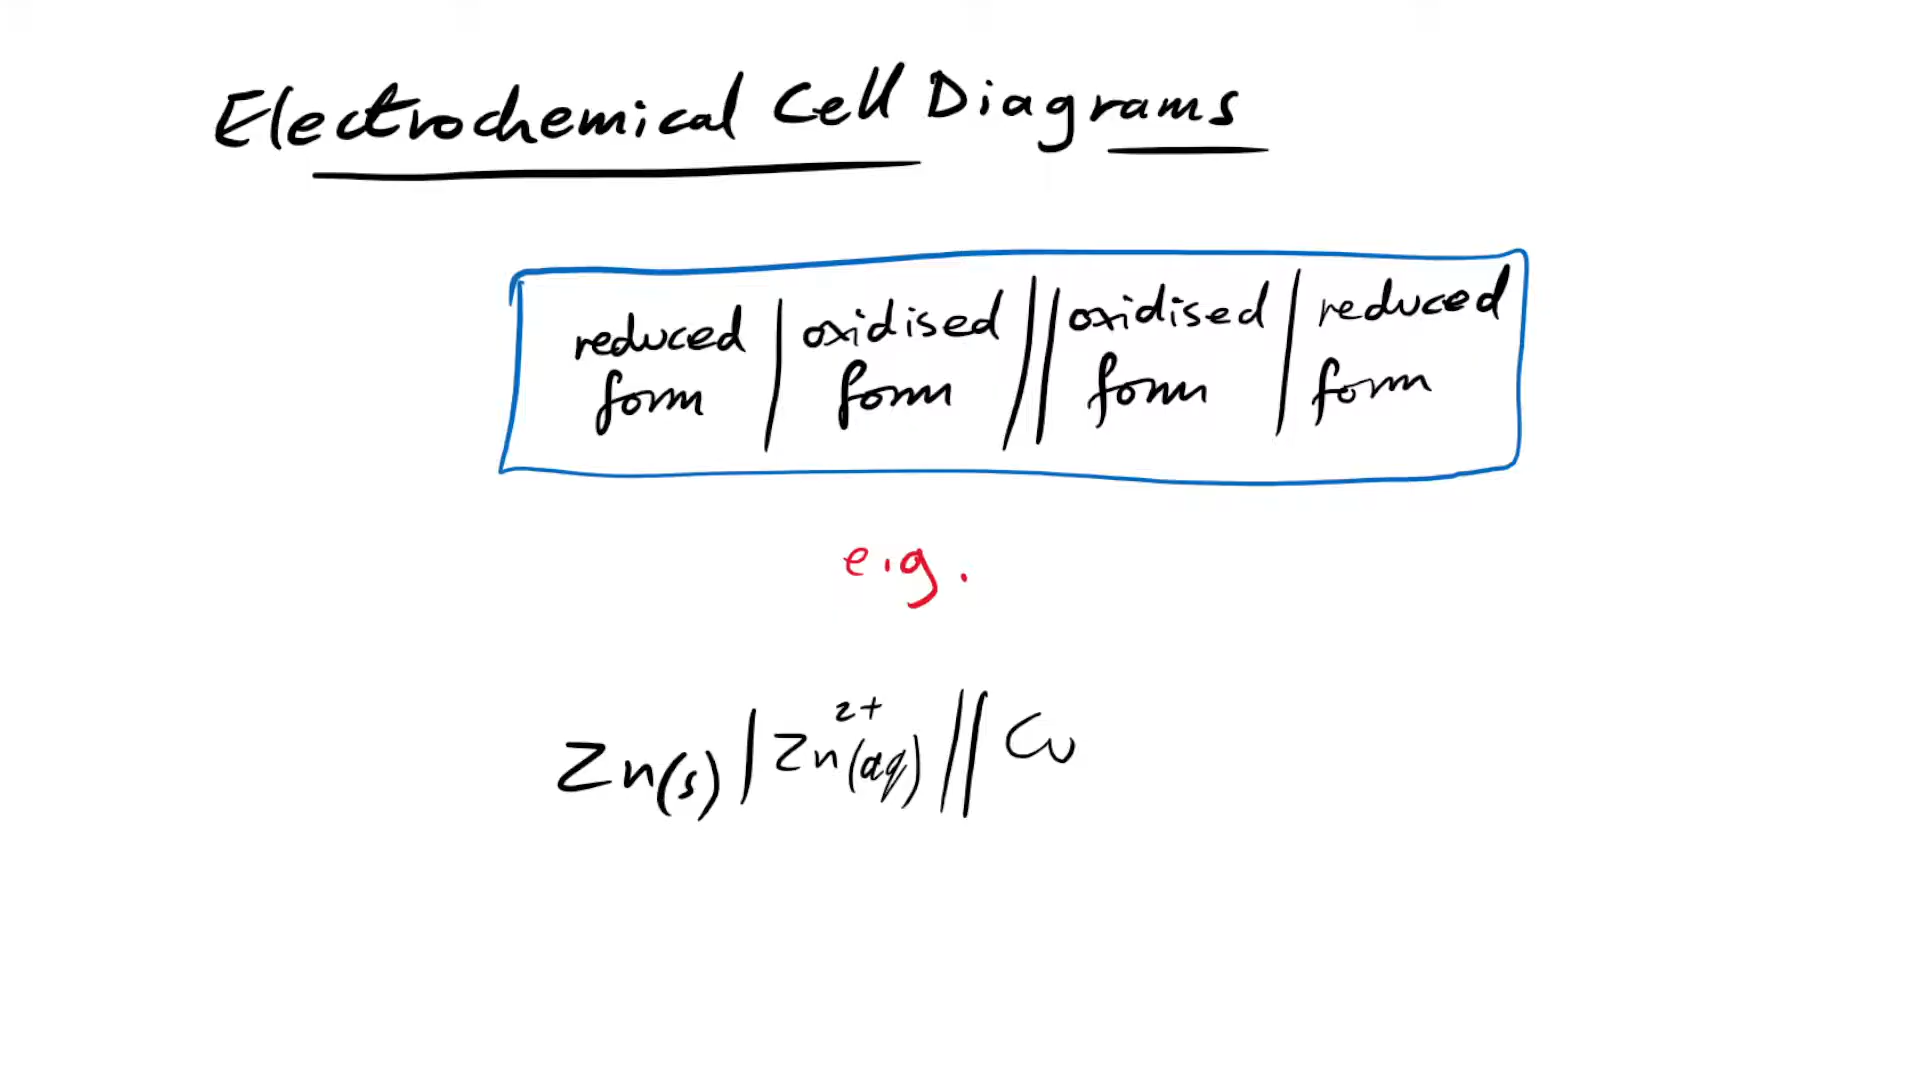 Electrochemical Cell Diagrams
reduced | oxidised || oxidised | reduced
form | form || form | form
e.g.
Zn(s) | Zn²⁺(aq) || Cu